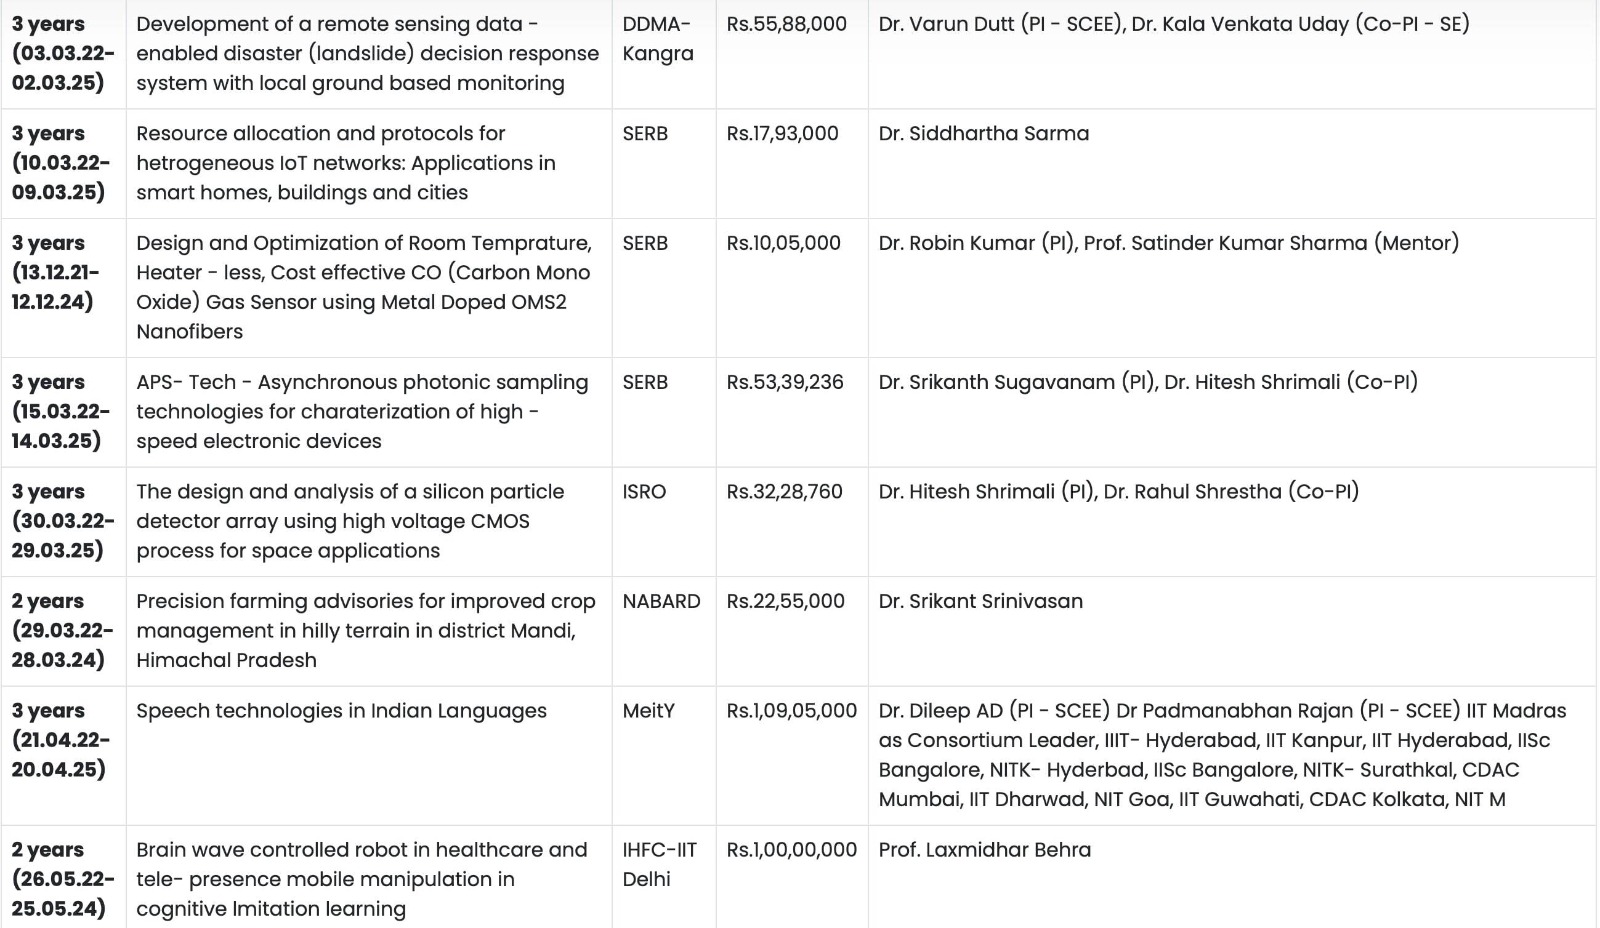 3 years
(03.03.22-
02.03.25)
Development of a remote sensing data -
enabled disaster (landslide) decision response
system with local ground based monitoring
DDMA-
Kangra
Rs.55,88,000
Dr. Varun Dutt (PI - SCEE), Dr. Kala Venkata Uday (Co-PI - SE)
3 years
(10.03.22-
09.03.25)
Resource allocation and protocols for
hetrogeneous IoT networks: Applications in
smart homes, buildings and cities
SERB
Rs.17,93,000
Dr. Siddhartha Sarma
3 years
(13.12.21-
12.12.24)
Design and Optimization of Room Temprature,
Heater - less, Cost effective CO (Carbon Mono
Oxide) Gas Sensor using Metal Doped OMS2
Nanofibers
SERB
Rs.10,05,000
Dr. Robin Kumar (PI), Prof. Satinder Kumar Sharma (Mentor)
3 years
(15.03.22-
14.03.25)
APS- Tech - Asynchronous photonic sampling
technologies for charaterization of high -
speed electronic devices
SERB
Rs.53,39,236
Dr. Srikanth Sugavanam (PI), Dr. Hitesh Shrimali (Co-PI)
3 years
(30.03.22-
29.03.25)
The design and analysis of a silicon particle
detector array using high voltage CMOS
process for space applications
ISRO
Rs.32,28,760
Dr. Hitesh Shrimali (PI), Dr. Rahul Shrestha (Co-PI)
2 years
(29.03.22-
28.03.24)
Precision farming advisories for improved crop
management in hilly terrain in district Mandi,
Himachal Pradesh
NABARD
Rs.22,55,000
Dr. Srikant Srinivasan
3 years
(21.04.22-
20.04.25)
Speech technologies in Indian Languages
MeitY
Rs.1,09,05,000
Dr. Dileep AD (PI - SCEE) Dr Padmanabhan Rajan (PI - SCEE) IIT Madras
as Consortium Leader, IIIT- Hyderabad, IIT Kanpur, IIT Hyderabad, IISc
Bangalore, NITK- Hyderbad, IISc Bangalore, NITK- Surathkal, CDAC
Mumbai, IIT Dharwad, NIT Goa, IIT Guwahati, CDAC Kolkata, NIT M
2 years
(26.05.22-
25.05.24)
Brain wave controlled robot in healthcare and
tele- presence mobile manipulation in
cognitive Imitation learning
IHFC-IIT
Delhi
Rs.1,00,00,000
Prof. Laxmidhar Behra